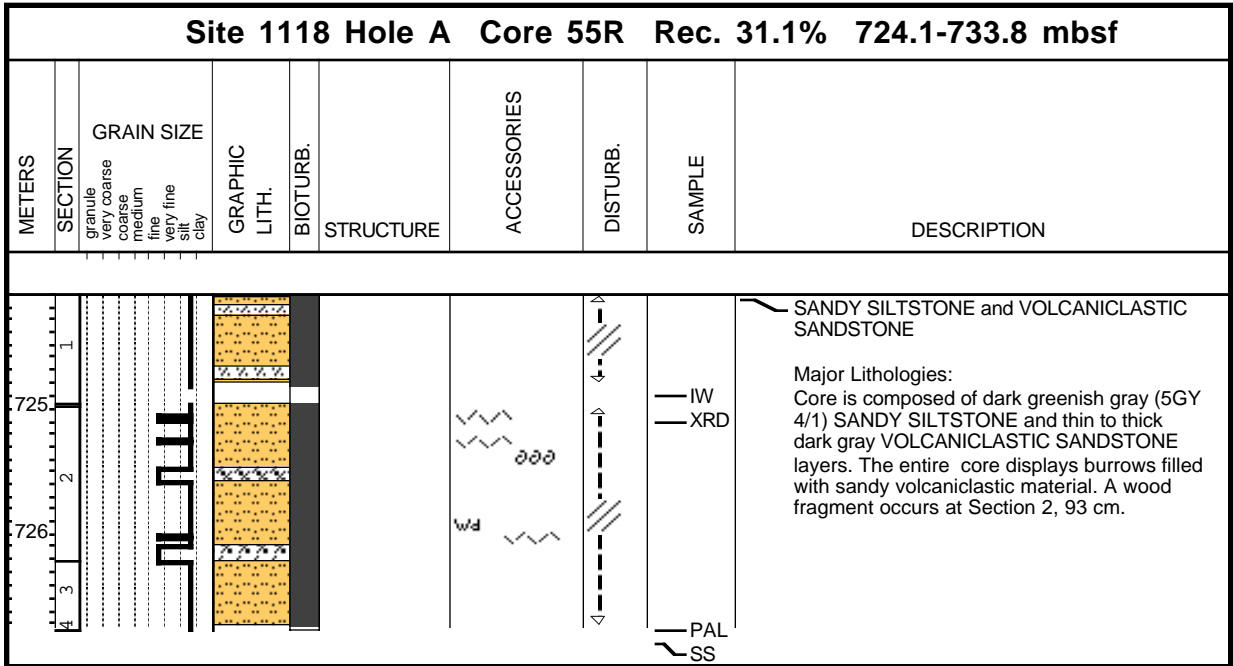 Site 1118 Hole A Core 55R Rec. 31.1% 724.1-733.8 mbsf
METERS
SECTION
GRAIN SIZE
granule
very coarse
coarse
medium
fine
very fine
silt
clay
GRAPHIC
LITH.
BIOTURB.
STRUCTURE
ACCESSORIES
DISTURB.
SAMPLE
DESCRIPTION
725
726
1
2
3
4
Wd
IW
XRD
PAL
SS
SANDY SILTSTONE and VOLCANICLASTIC
SANDSTONE
Major Lithologies:
Core is composed of dark greenish gray (5GY
4/1) SANDY SILTSTONE and thin to thick
dark gray VOLCANICLASTIC SANDSTONE
layers. The entire core displays burrows filled
with sandy volcaniclastic material. A wood
fragment occurs at Section 2, 93 cm.